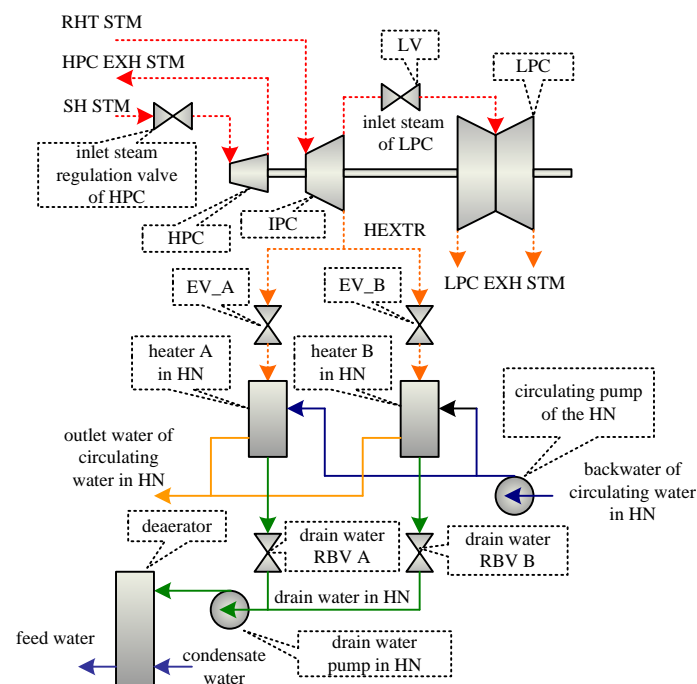 RHT STM
LV
HPC EXH STM
LPC
SH STM
inlet steam
of LPC
inlet steam
regulation valve
of HPC
HPC
IPC
HEXTR
LPC EXH STM
EV_A
EV_B
heater A
in HN
heater B
in HN
circulating pump
of the HN
outlet water of
circulating
water in HN
backwater of
circulating water
in HN
deaerator
drain water
RBV A
drain water
RBV B
drain water in HN
feed water
condensate
water
drain water
pump in HN